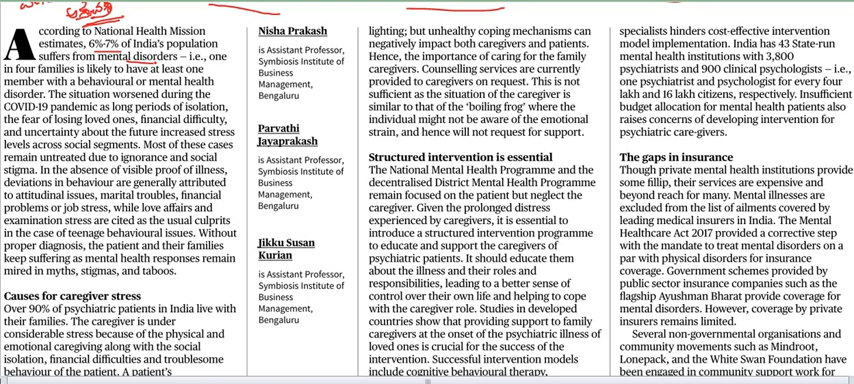 According to National Health Mission
estimates, 6%-7% of India's population
suffers from mental disorders – i.e., one
in four families is likely to have at least one
member with a behavioural or mental health
disorder. The situation worsened during the
COVID-19 pandemic as long periods of isolation,
the fear of losing loved ones, financial difficulty,
and uncertainty about the future increased stress
levels across social segments. Most of these cases
remain untreated due to ignorance and social
stigma. In the absence of visible proof of illness,
deviations in behaviour are generally attributed
to attitudinal issues, marital troubles, financial
problems or job stress, while love affairs and
examination stress are cited as the usual culprits
in the case of teenage behavioural issues. Without
proper diagnosis, the patient and their families
keep suffering as mental health responses remain
mired in myths, stigmas, and taboos.
Causes for caregiver stress
Over 90% of psychiatric patients in India live with
their families. The caregiver is under
considerable stress because of the physical and
emotional caregiving along with the social
isolation, financial difficulties and troublesome
behaviour of the patient. A patient's
Nisha Prakash
is Assistant Professor,
Symbiosis Institute of
Business
Management,
Bengaluru
Parvathi
Jayaprakash
is Assistant Professor,
Symbiosis Institute of
Business
Management,
Bengaluru
Jikku Susan
Kurian
is Assistant Professor,
Symbiosis Institute of
Business
Management,
Bengaluru
lighting; but unhealthy coping mechanisms can
negatively impact both caregivers and patients.
Hence, the importance of caring for the family
caregivers. Counselling services are currently
provided to caregivers on request. This is not
sufficient as the situation of the caregiver is
similar to that of the 'boiling frog' where the
individual might not be aware of the emotional
strain, and hence will not request for support.
Structured intervention is essential
The National Mental Health Programme and the
decentralised District Mental Health Programme
remain focused on the patient but neglect the
caregiver. Given the prolonged distress
experienced by caregivers, it is essential to
introduce a structured intervention programme
to educate and support the caregivers of
psychiatric patients. It should educate them
about the illness and their roles and
responsibilities, leading to a better sense of
control over their own life and helping to cope
with the caregiver role. Studies in developed
countries show that providing support to family
caregivers at the onset of the psychiatric illness of
loved ones is crucial for the success of the
intervention. Successful intervention models
include cognitive behavioural therapy,
specialists hinders cost-effective intervention
model implementation. India has 43 State-run
mental health institutions with 3,800
psychiatrists and 900 clinical psychologists – i.e.,
one psychiatrist and psychologist for every four
lakh and 16 lakh citizens, respectively. Insufficient
budget allocation for mental health patients also
raises concerns of developing intervention for
psychiatric care-givers.
The gaps in insurance
Though private mental health institutes provide
some fillip, their services are expensive and
beyond reach for many. Mental illnesses are
excluded from the list of ailments covered by
leading medical insurers in India. The Mental
Healthcare Act 2017 provided a corrective step
with the mandate to treat mental disorders on a
par with physical disorders for insurance
coverage. Government schemes provided by
public sector insurance companies such as the
flagship Ayushman Bharat provide coverage for
mental disorders. However, coverage by private
insurers remains limited.
Several non-governmental organisations and
community movements such as Mindroot,
Lonepack, and the White Swan Foundation have
been engaged in community support work for